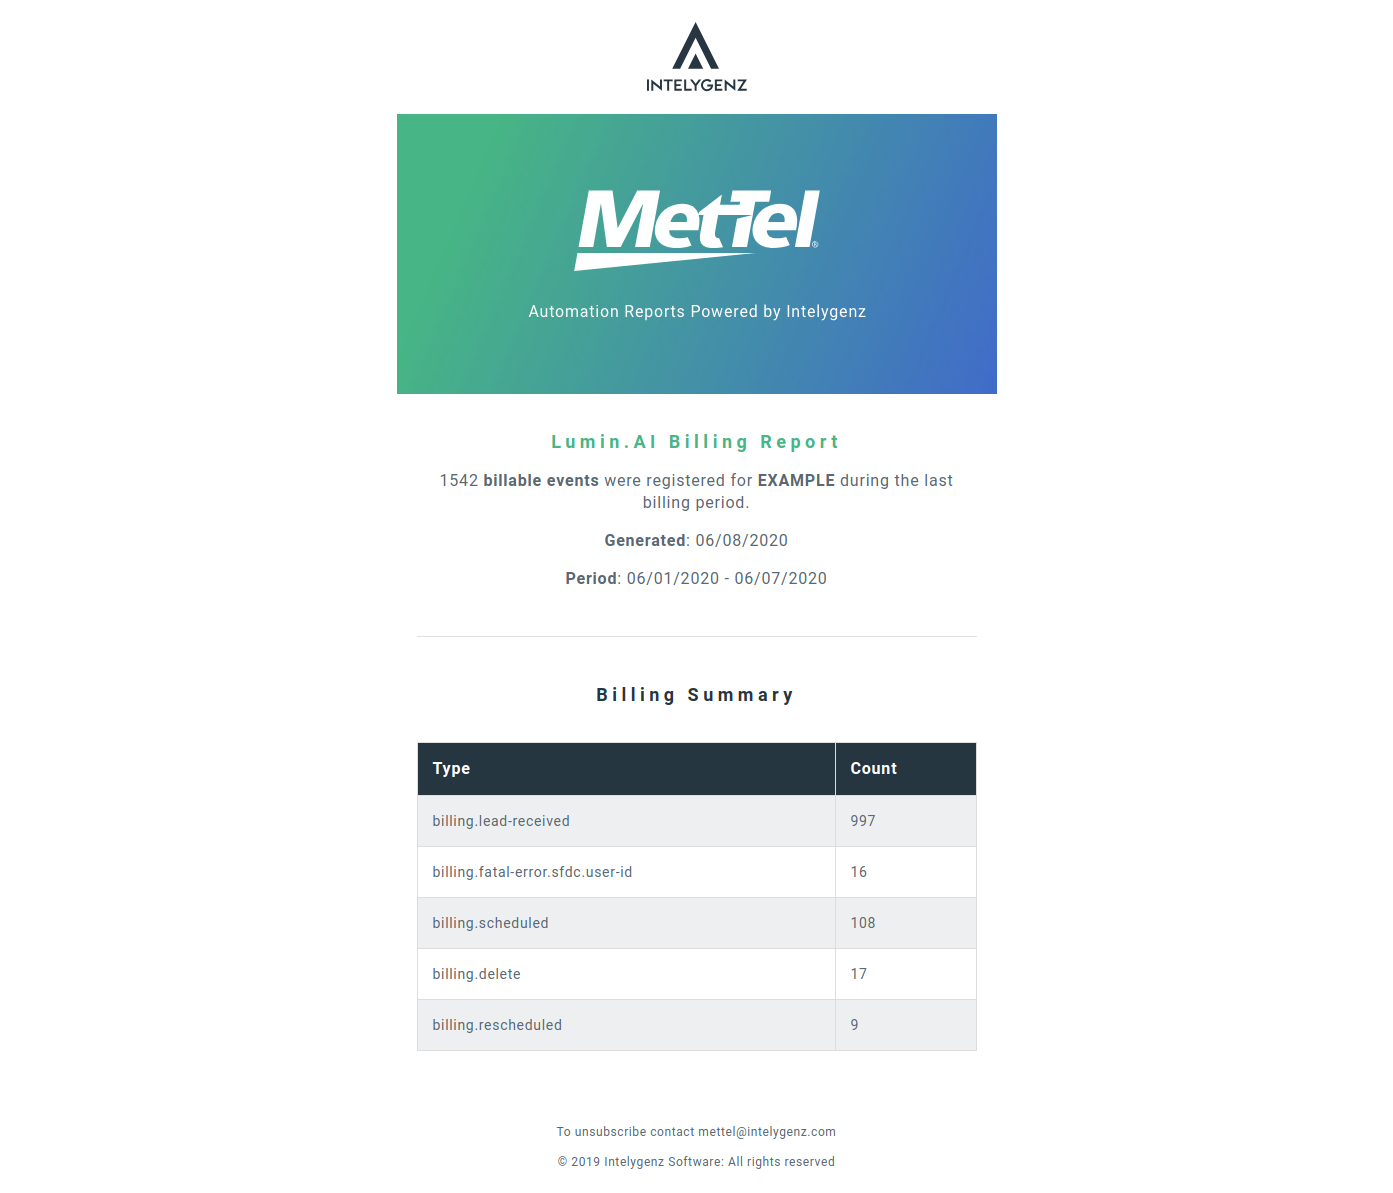 INTELYGENZ
MetTel®
Automation Reports Powered by Intelygenz
Lumin.AI Billing Report
1542 billable events were registered for EXAMPLE during the last
billing period.
Generated: 06/08/2020
Period: 06/01/2020 - 06/07/2020
Billing Summary
Type Count
billing.lead-received 997
billing.fatal-error.sfdc.user-id 16
billing.scheduled 108
billing.delete 17
billing.rescheduled 9
To unsubscribe contact mettel@intelygenz.com
© 2019 Intelygenz Software: All rights reserved